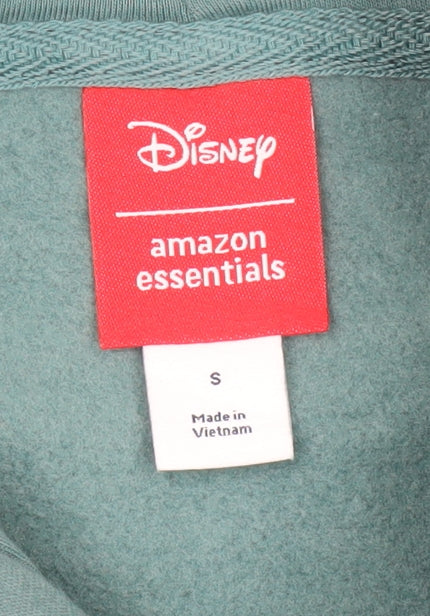 Disney
amazon
essentials
S
Made in
Vietnam